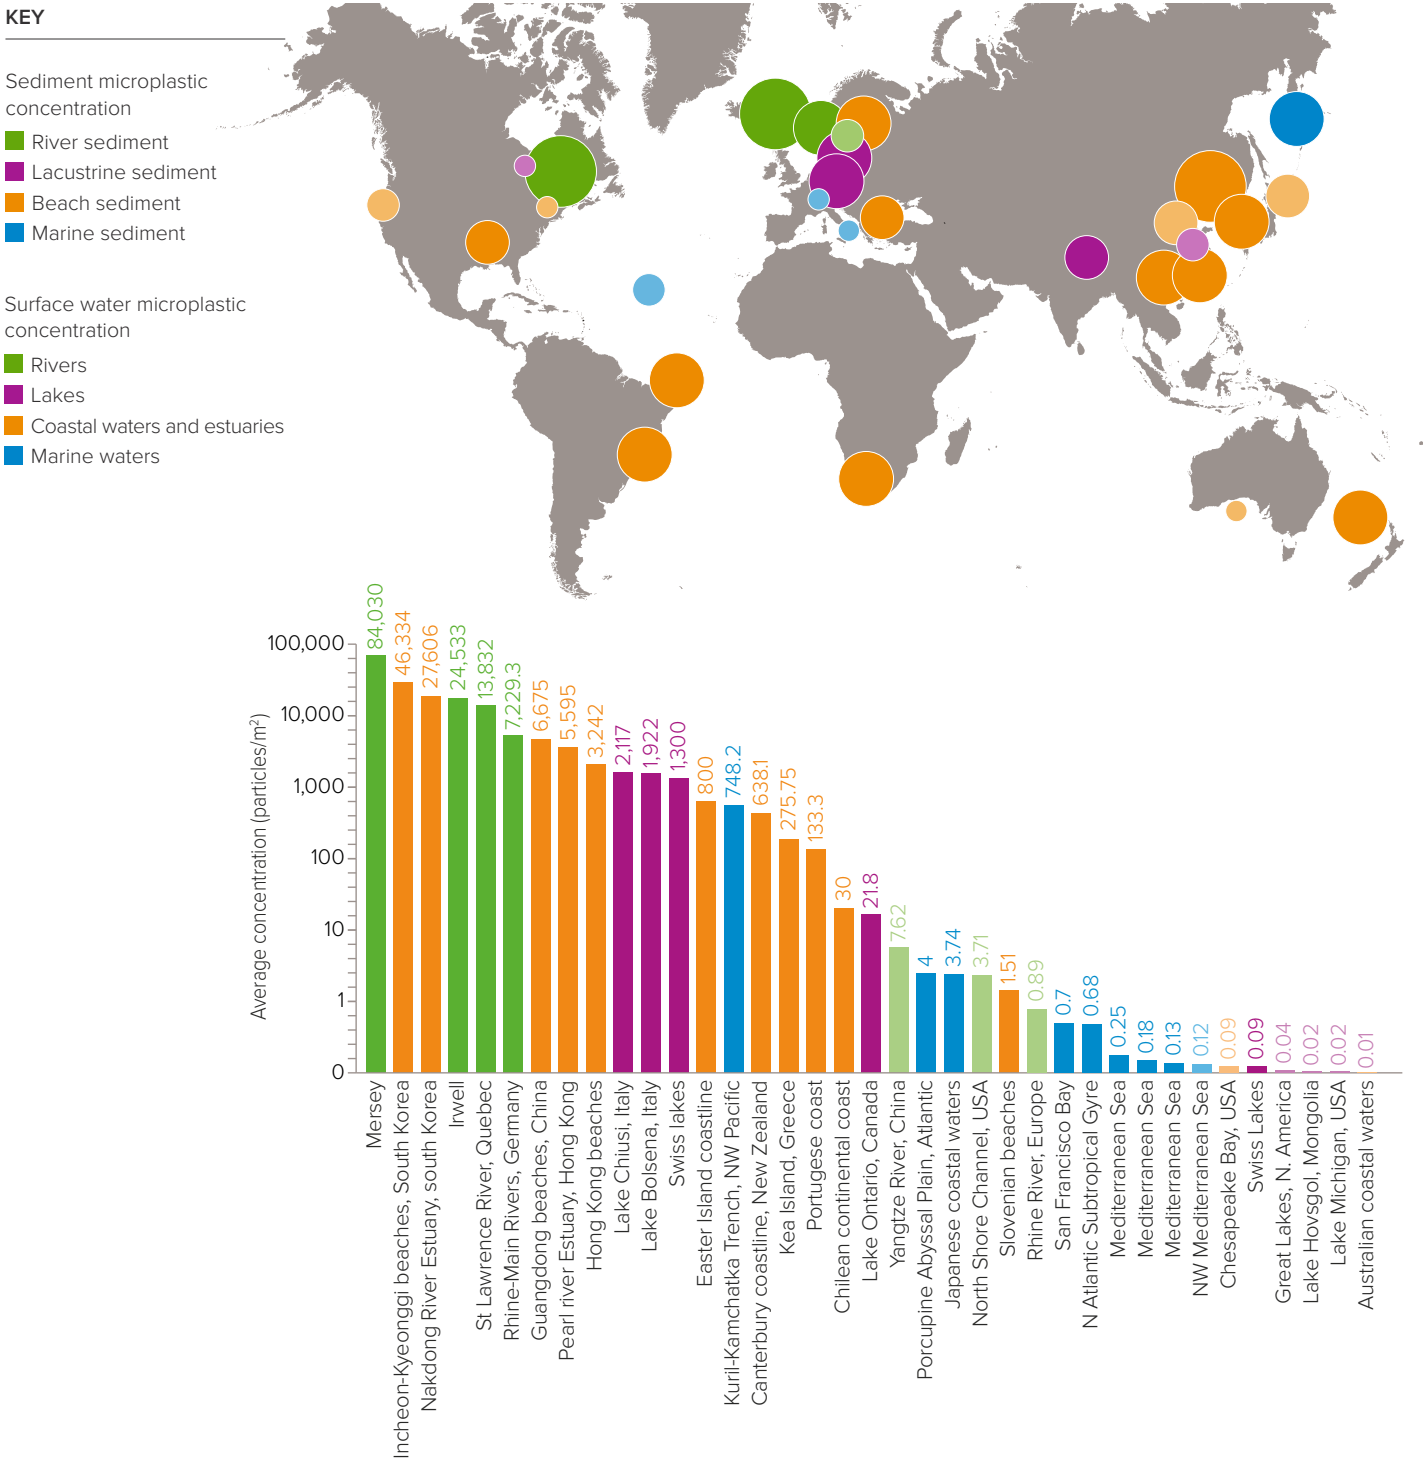 KEY
Sediment microplastic
concentration
River sediment
Lacustrine sediment
Beach sediment
Marine sediment
Surface water microplastic
concentration
Rivers
Lakes
Coastal waters and estuaries
Marine waters
Average concentration (particles/m²)
100,000
10,000
1,000
100
10
1
0
84,030
46,334
27,606
24,533
13,832
7,229.3
6,675
5,595
3,242
2,117
1,922
1,300
800
748.2
638.1
275.75
133.3
30
21.8
7.62
4
3.74
3.71
1.51
0.89
0.7
0.68
0.25
0.18
0.13
0.12
0.09
0.09
0.04
0.02
0.02
0.01
Mersey
Incheon-Kyeonggi beaches, South Korea
Nakdong River Estuary, south Korea
Irwell
St Lawrence River, Quebec
Rhine-Main Rivers, Germany
Guangdong beaches, China
Pearl river Estuary, Hong Kong
Hong Kong beaches
Lake Chiusi, Italy
Lake Bolsena, Italy
Swiss lakes
Easter Island coastline
Kuril-Kamchatka Trench, NW Pacific
Canterbury coastline, New Zealand
Kea Island, Greece
Portugese coast
Chilean continental coast
Lake Ontario, Canada
Yangtze River, China
Porcupine Abyssal Plain, Atlantic
Japanese coastal waters
North Shore Channel, USA
Slovenian beaches
Rhine River, Europe
San Francisco Bay
N Atlantic Subtropical Gyre
Mediterranean Sea
Mediterranean Sea
Mediterranean Sea
NW Mediterranean Sea
Chesapeake Bay, USA
Swiss Lakes
Great Lakes, N. America
Lake Hovsgol, Mongolia
Lake Michigan, USA
Australian coastal waters